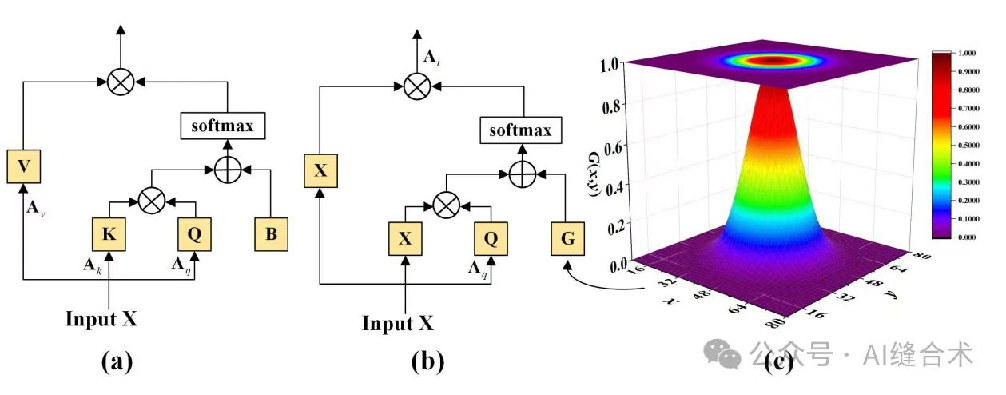 A_i
softmax
softmax
V
X
A_v
K
Q
B
X
Q
G
A_k
A_q
A_q
Input X
Input X
(a)
(b)
(c)
G(x,y)
1.0
0.8
0.6
0.4
0.2
0.0
16
32
48
64
80
X
16
32
48
64
80
1.000
0.9000
0.8000
0.7000
0.6000
0.5000
0.4000
0.3000
0.2000
0.1000
0.000
公众号·AI缝合术